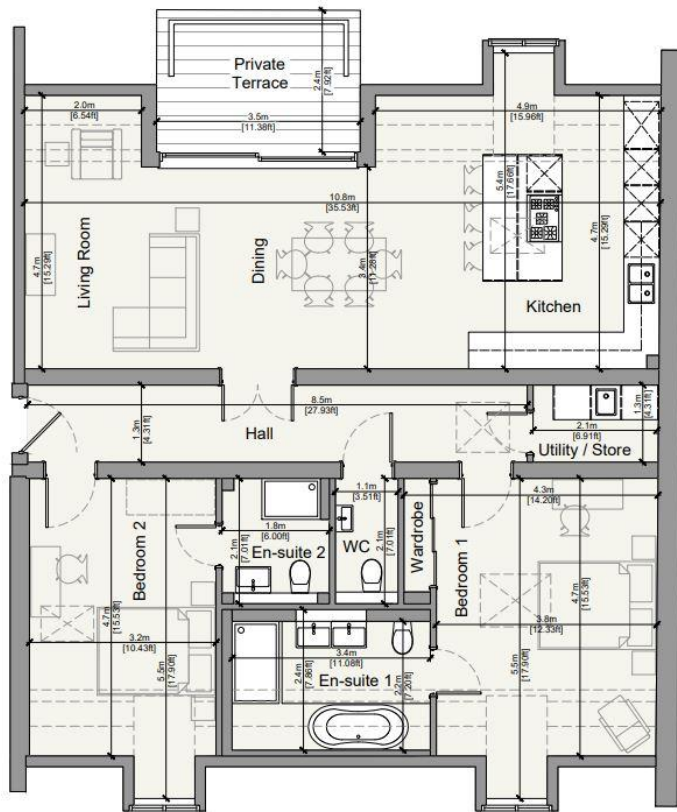 Private
Terrace
2.4m
[7.92ft]
2.0m
[6.54ft]
3.5m
[11.38ft]
4.9m
[15.96ft]
5.4m
[17.66ft]
10.8m
[35.53ft]
4.7m
[15.29ft]
Living Room
Dining
3.4m
[11.28ft]
4.7m
[15.29ft]
Kitchen
8.5m
[27.93ft]
1.3m
[4.31ft]
Hall
1.3m
[4.31ft]
2.1m
[6.91ft]
Utility / Store
1.1m
[3.51ft]
4.3m
[14.20ft]
1.8m
[6.00ft]
2.1m
[7.01ft]
En-suite 2
WC
2.1m
[7.01ft]
Wardrobe
Bedroom 1
Bedroom 2
4.7m
[15.53ft]
4.7m
[15.53ft]
3.2m
[10.43ft]
5.5m
[17.90ft]
3.8m
[12.33ft]
5.5m
[17.90ft]
3.4m
[11.08ft]
2.4m
[7.86ft]
En-suite 1
2.2m
[7.20ft]